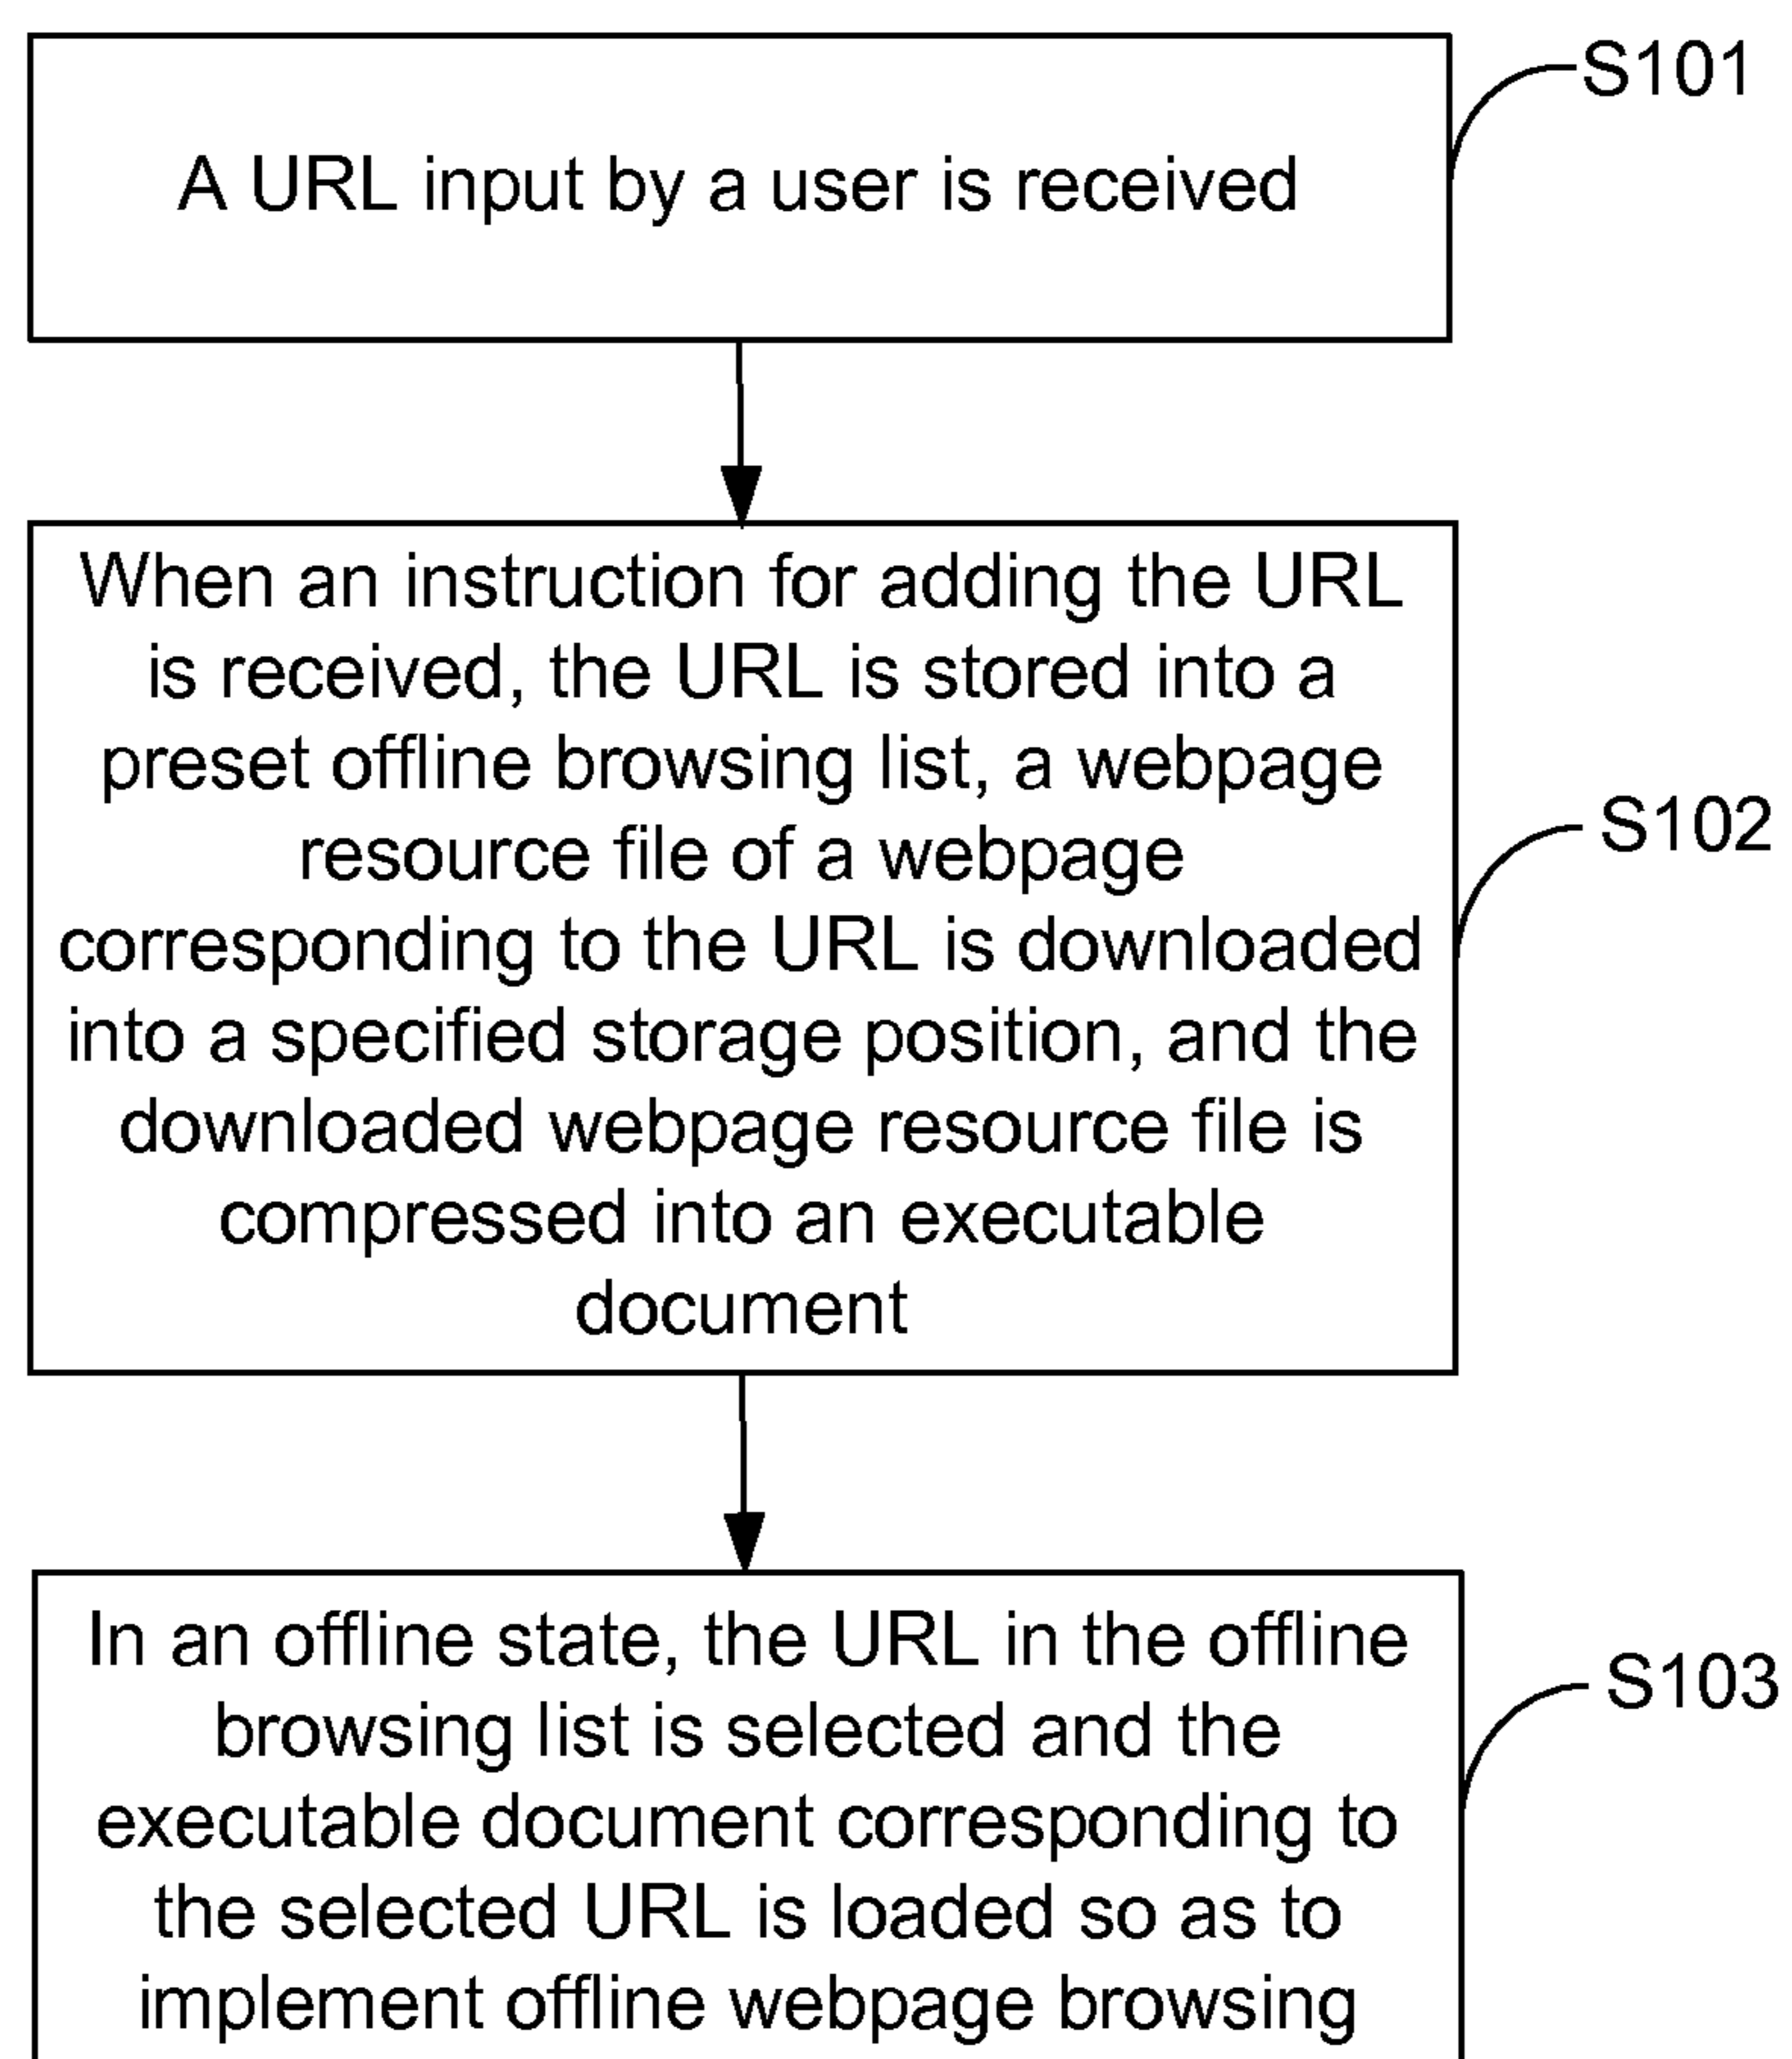 S101
A URL input by a user is received
When an instruction for adding the URL
is received, the URL is stored into a
preset offline browsing list, a webpage
resource file of a webpage
corresponding to the URL is downloaded
into a specified storage position, and the
downloaded webpage resource file is
compressed into an executable
document
S102
In an offline state, the URL in the offline
browsing list is selected and the
executable document corresponding to
the selected URL is loaded so as to
implement offline webpage browsing
S103